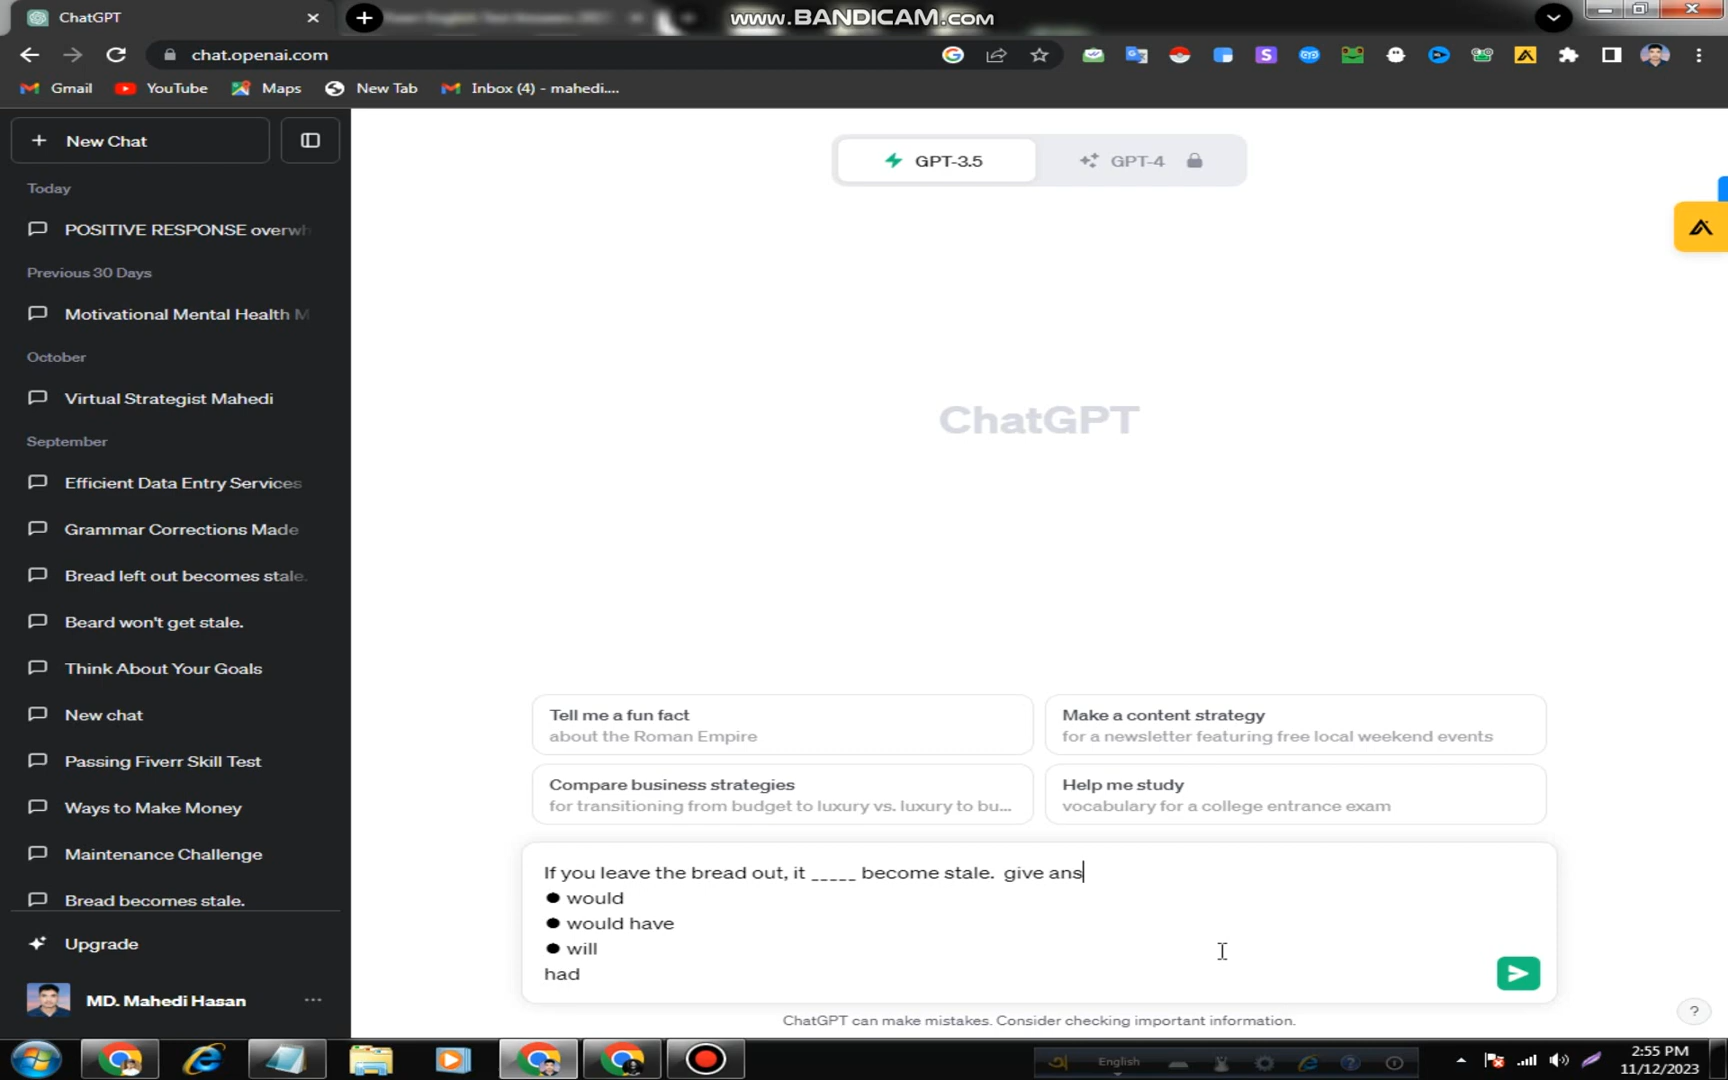 ChatGPT
www.BANDICAM.com
chat.openai.com
Gmail
YouTube
Maps
New Tab
Inbox (4) - mahedi....
New Chat
Today
POSITIVE RESPONSE overwh
Previous 30 Days
Motivational Mental Health M
October
Virtual Strategist Mahedi
September
Efficient Data Entry Services
Grammar Corrections Made
Bread left out becomes stale.
Beard won't get stale.
Think About Your Goals
New chat
Passing Fiverr Skill Test
Ways to Make Money
Maintenance Challenge
Bread becomes stale.
Upgrade
MD. Mahedi Hasan
GPT-3.5
GPT-4
ChatGPT
Tell me a fun fact
about the Roman Empire
Make a content strategy
for a newsletter featuring free local weekend events
Compare business strategies
for transitioning from budget to luxury vs. luxury to bu...
Help me study
vocabulary for a college entrance exam
If you leave the bread out, it _____ become stale.  give ans
● would
● would have
● will
had
ChatGPT can make mistakes. Consider checking important information.
?
English
2:55 PM
11/12/2023